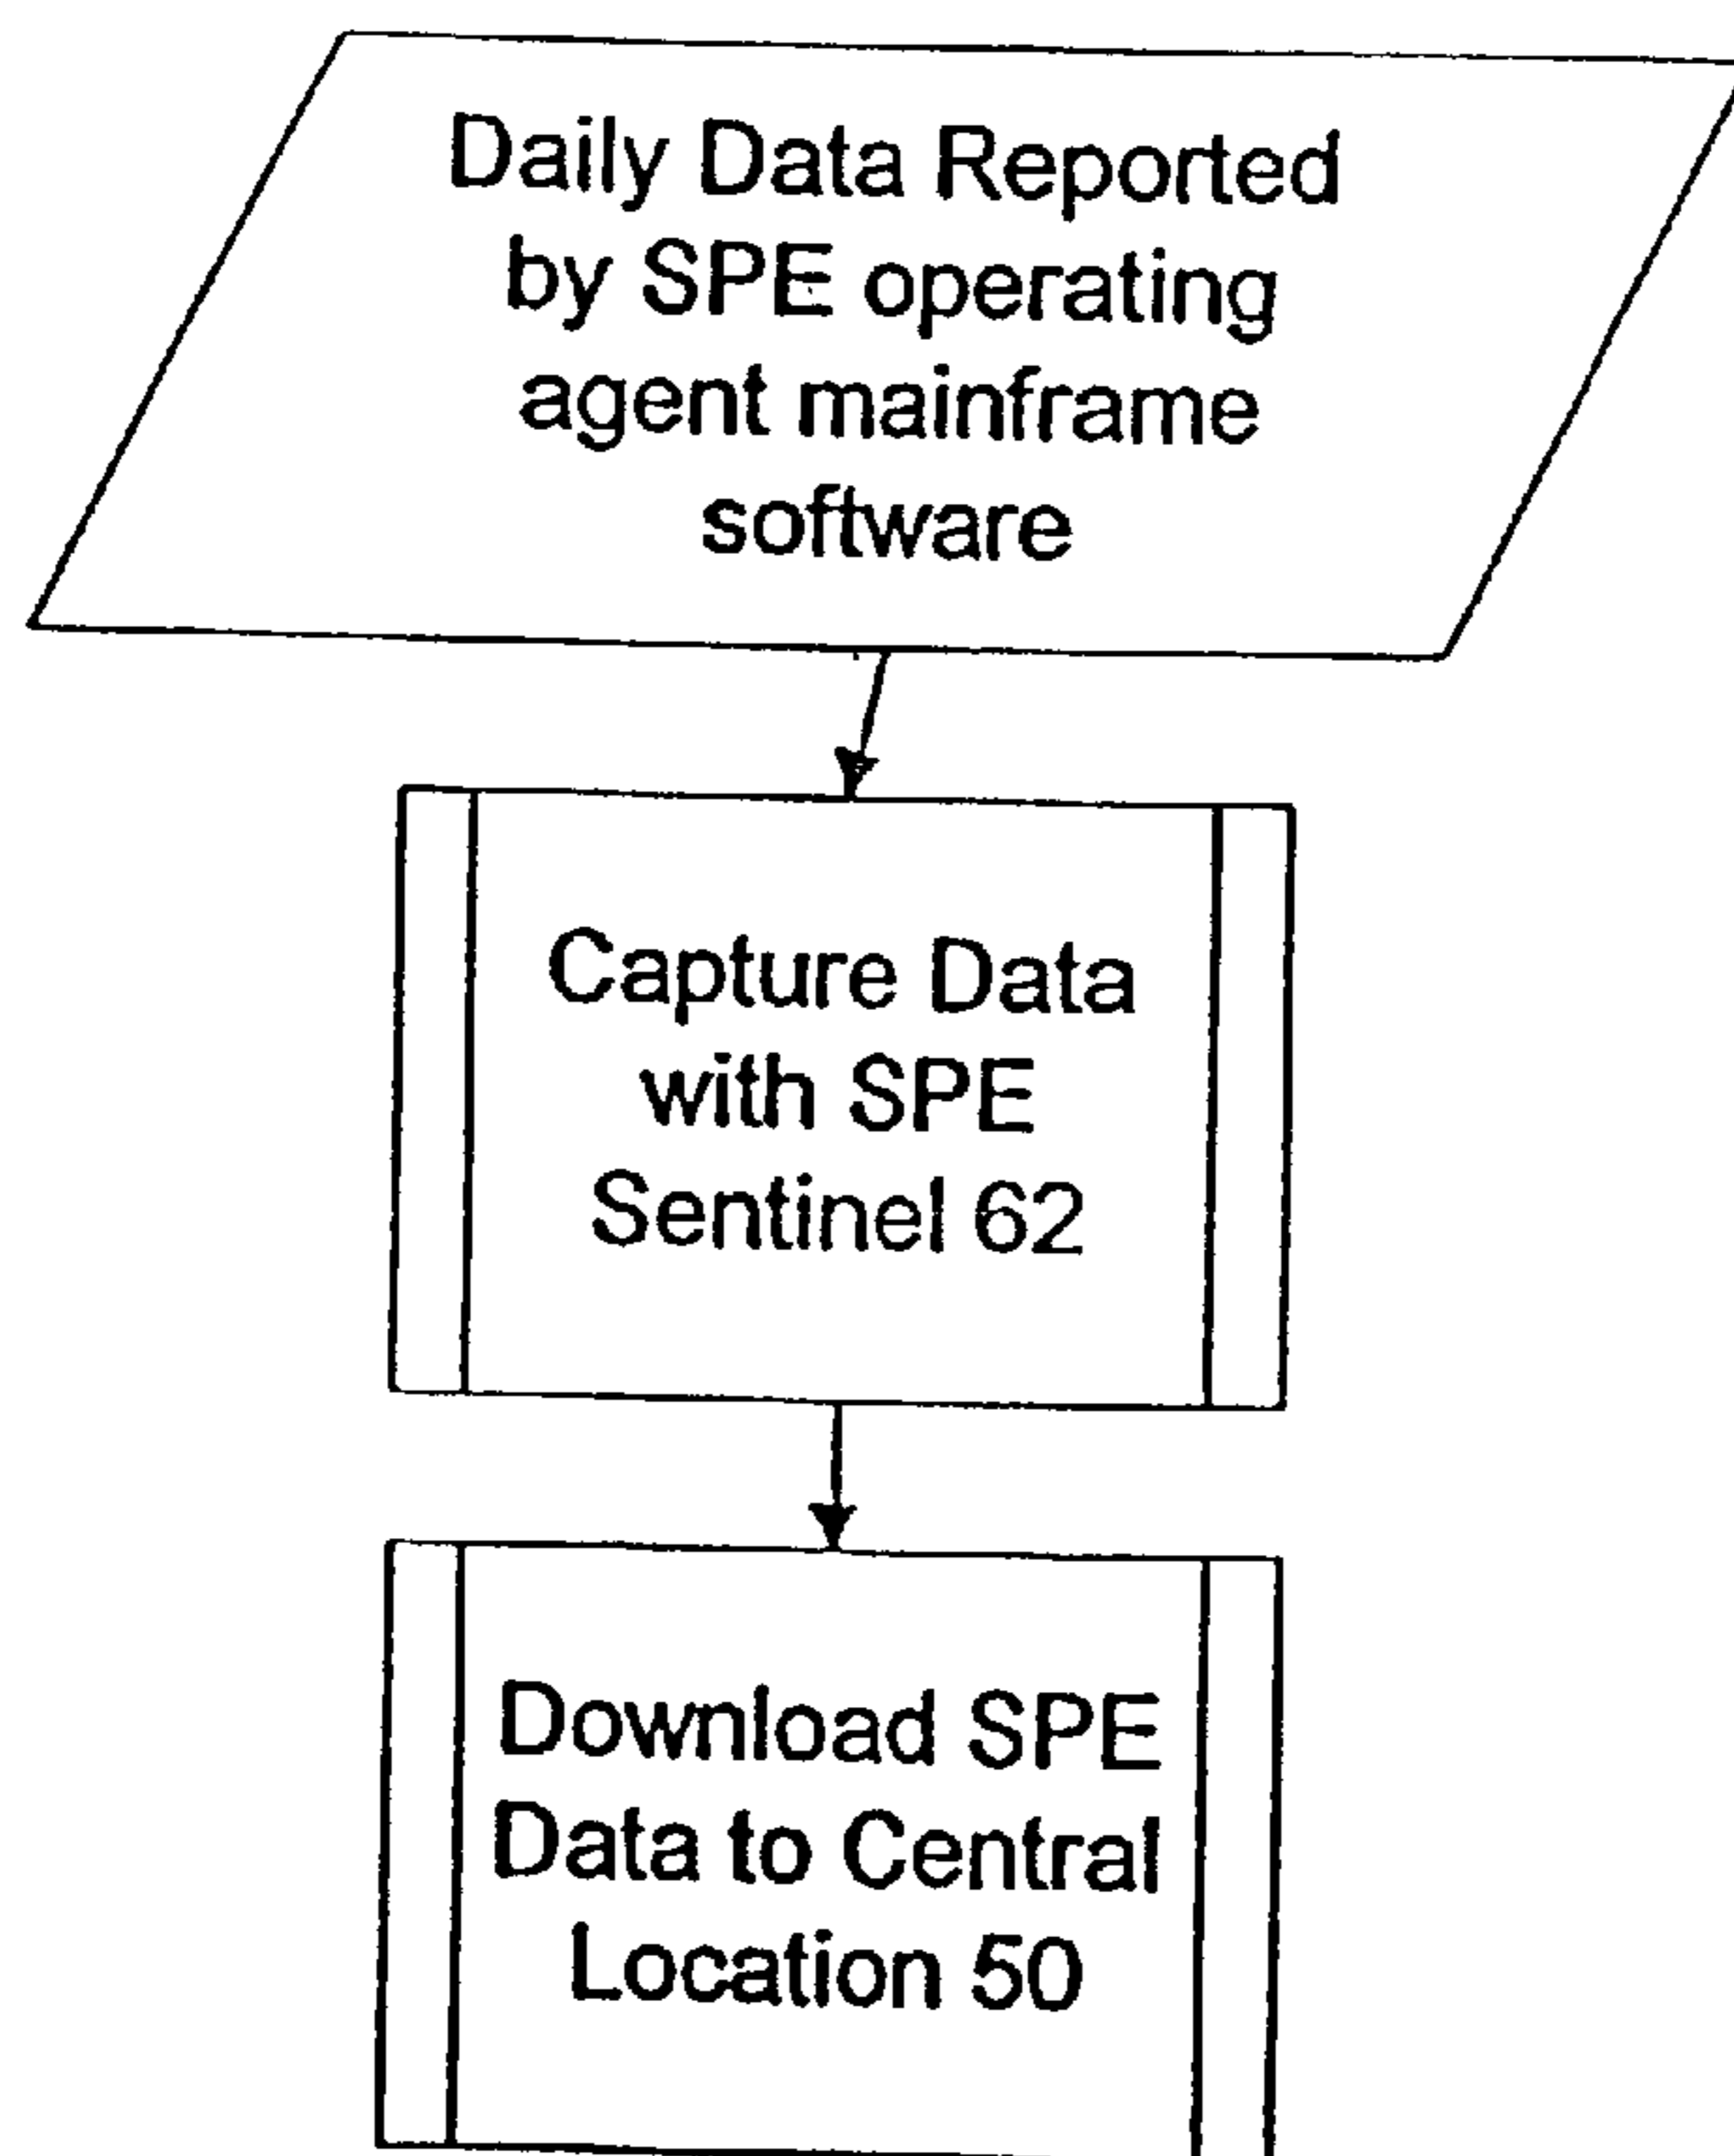 Daily Data Reported
by SPE operating
agent mainframe
software
Capture Data
with SPE
Sentinel 62
Download SPE
Data to Central
Location 50